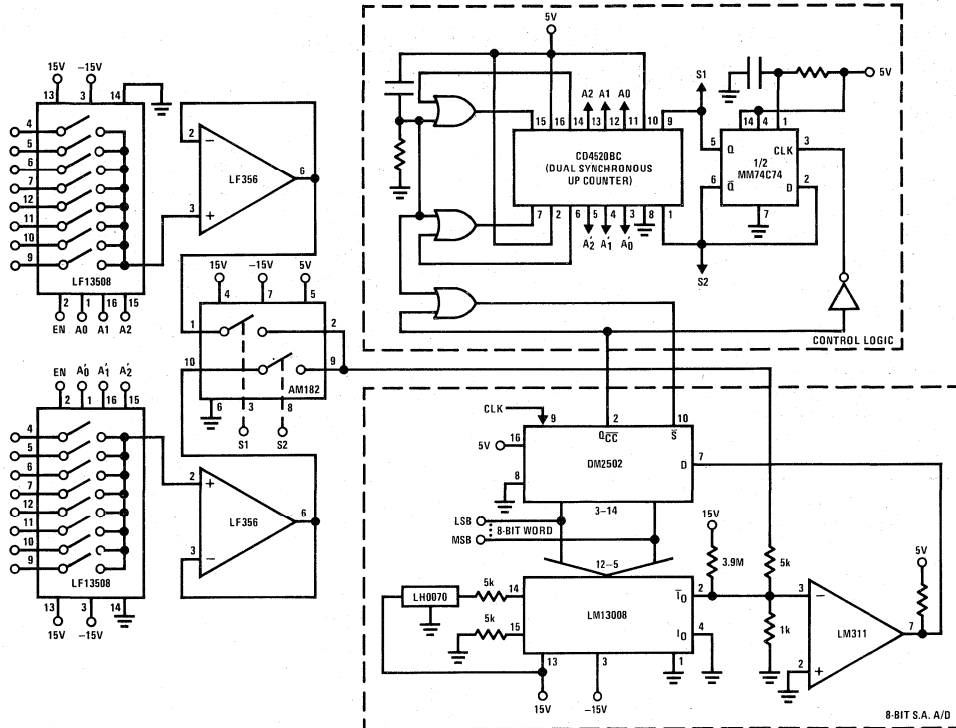 15V
-15V
13
3
14
4
5
6
7
12
11
10
9
LF13508
2
1
16
15
EN
A0
A1
A2
2
-
LF356
6
3
+
15V
-15V
5V
4
7
5
1
2
10
9
AM182
6
3
8
S1
S2
EN
A'0
A'1
A'2
2
1
16
15
4
5
6
7
12
11
10
9
LF13508
13
3
14
15V
-15V
2
+
LF356
6
3
-
5V
A2
A1
A0
15
16
14
13
12
11
10
9
CD4520BC
(DUAL SYNCHRONOUS
UP COUNTER)
7
2
6
5
4
3
8
1
A'2
A'1
A'0
S1
5V
14
4
1
5
Q
CLK
3
1/2
MM74C74
6
Q̅
D
2
7
S2
CONTROL LOGIC
CLK
9
2
10
Q̅C̅C̅
S̅
5V
16
DM2502
D
7
8
3-14
LSB
8-BIT WORD
MSB
12-5
15V
3.9M
5k
LH0070
5k
14
LM13008
I̅O
2
5k
15
IO
4
13
3
1
15V
-15V
1k
3
-
5V
LM311
7
2
+
8-BIT S.A. A/D